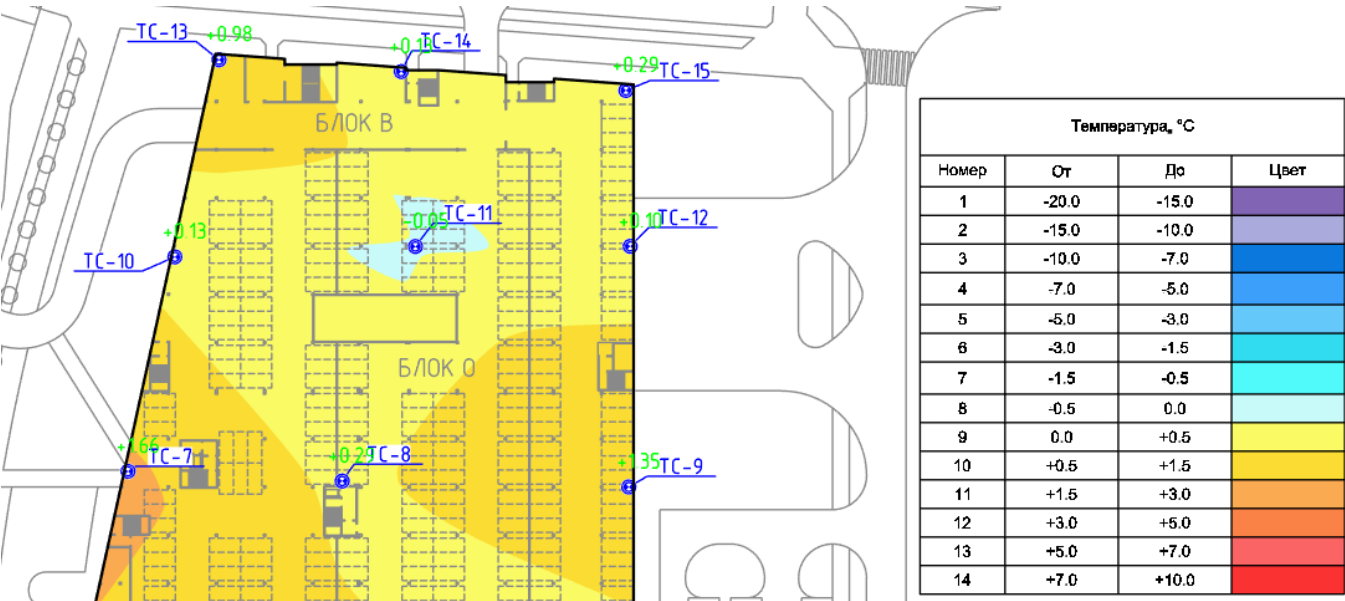 ТС-13
+0.98
+0.13
ТС-14
+0.29
ТС-15
БЛОК В
-0.05
ТС-11
+0.10
ТС-12
+0.13
ТС-10
БЛОК О
+1.66
ТС-7
+0.29
ТС-8
+1.35
ТС-9
Температура, °С
Номер От До Цвет
1 -20.0 -15.0
2 -15.0 -10.0
3 -10.0 -7.0
4 -7.0 -5.0
5 -5.0 -3.0
6 -3.0 -1.5
7 -1.5 -0.5
8 -0.5 0.0
9 0.0 +0.5
10 +0.5 +1.5
11 +1.5 +3.0
12 +3.0 +5.0
13 +5.0 +7.0
14 +7.0 +10.0